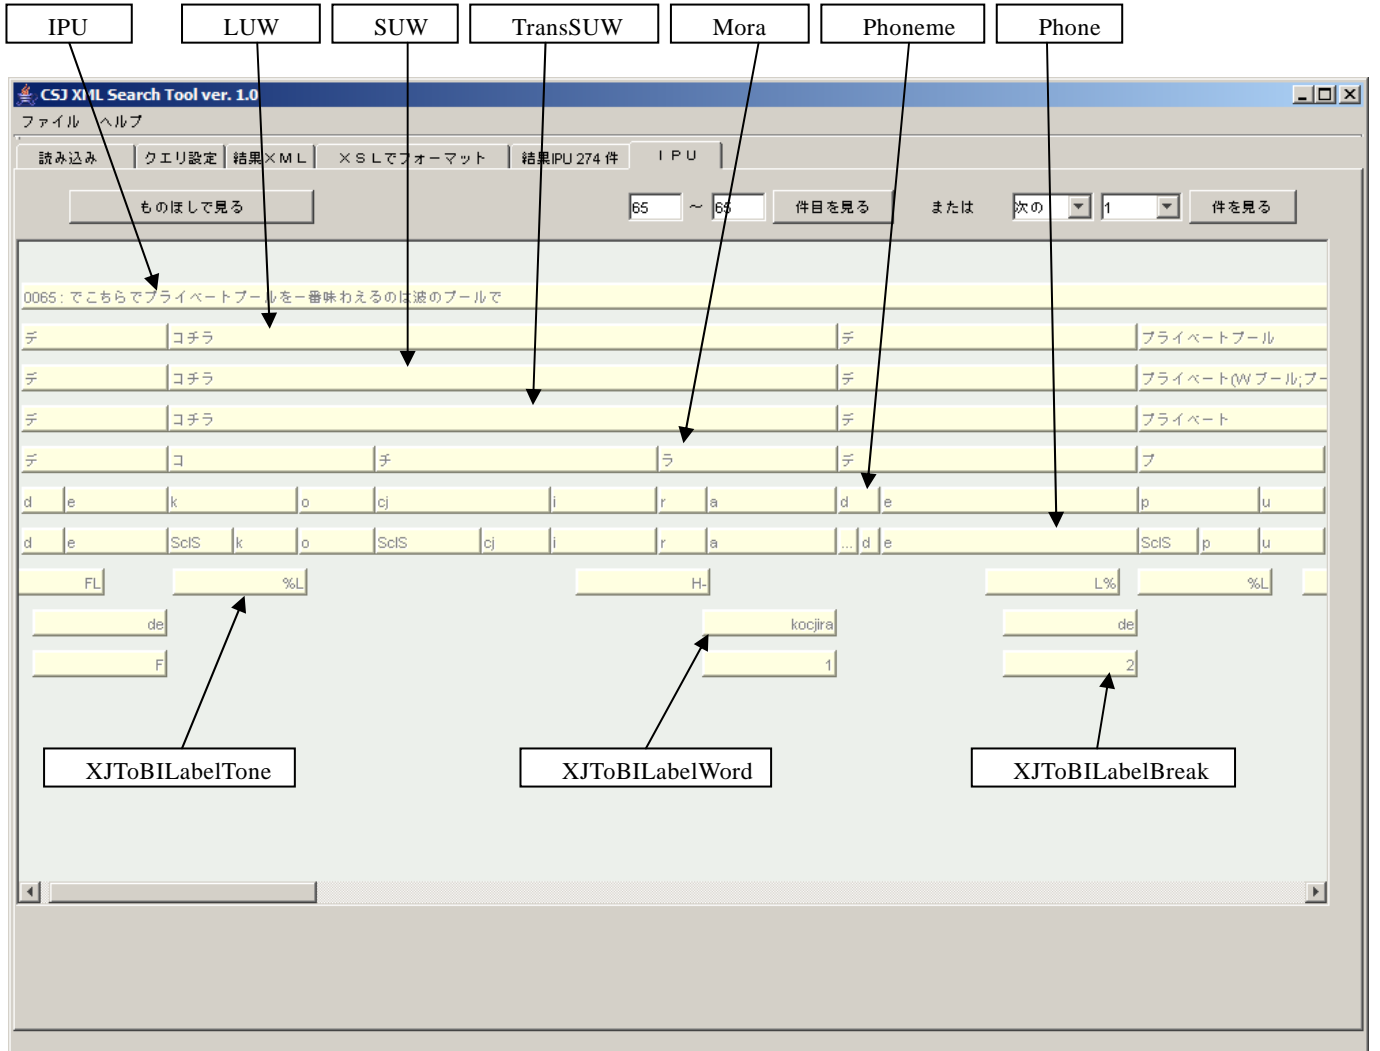 IPU LUW SUW TransSUW Mora Phoneme Phone
CSJ XML Search Tool ver. 1.0
ファイル ヘルプ
読み込み クエリ設定 結果XML XSLでフォーマット 結果IPU 274 件 IPU
ものほしで見る 65 ～ 65 件目を見る または 次の 1 件を見る
0065 : でこちらでプライベートプールを一番味わえるのは波のプールで
デ コチラ デ プライベートプール
デ コチラ デ プライベート(W プール;プー
デ コチラ デ プライベート
デ コ チ ラ デ プ
d e k o cj i r a d e p u
d e SclS k o SclS cj i r a ... d e SclS p u
FL %L H- L% %L
de kocjira de
F 1 2
XJToBILabelTone XJToBILabelWord XJToBILabelBreak